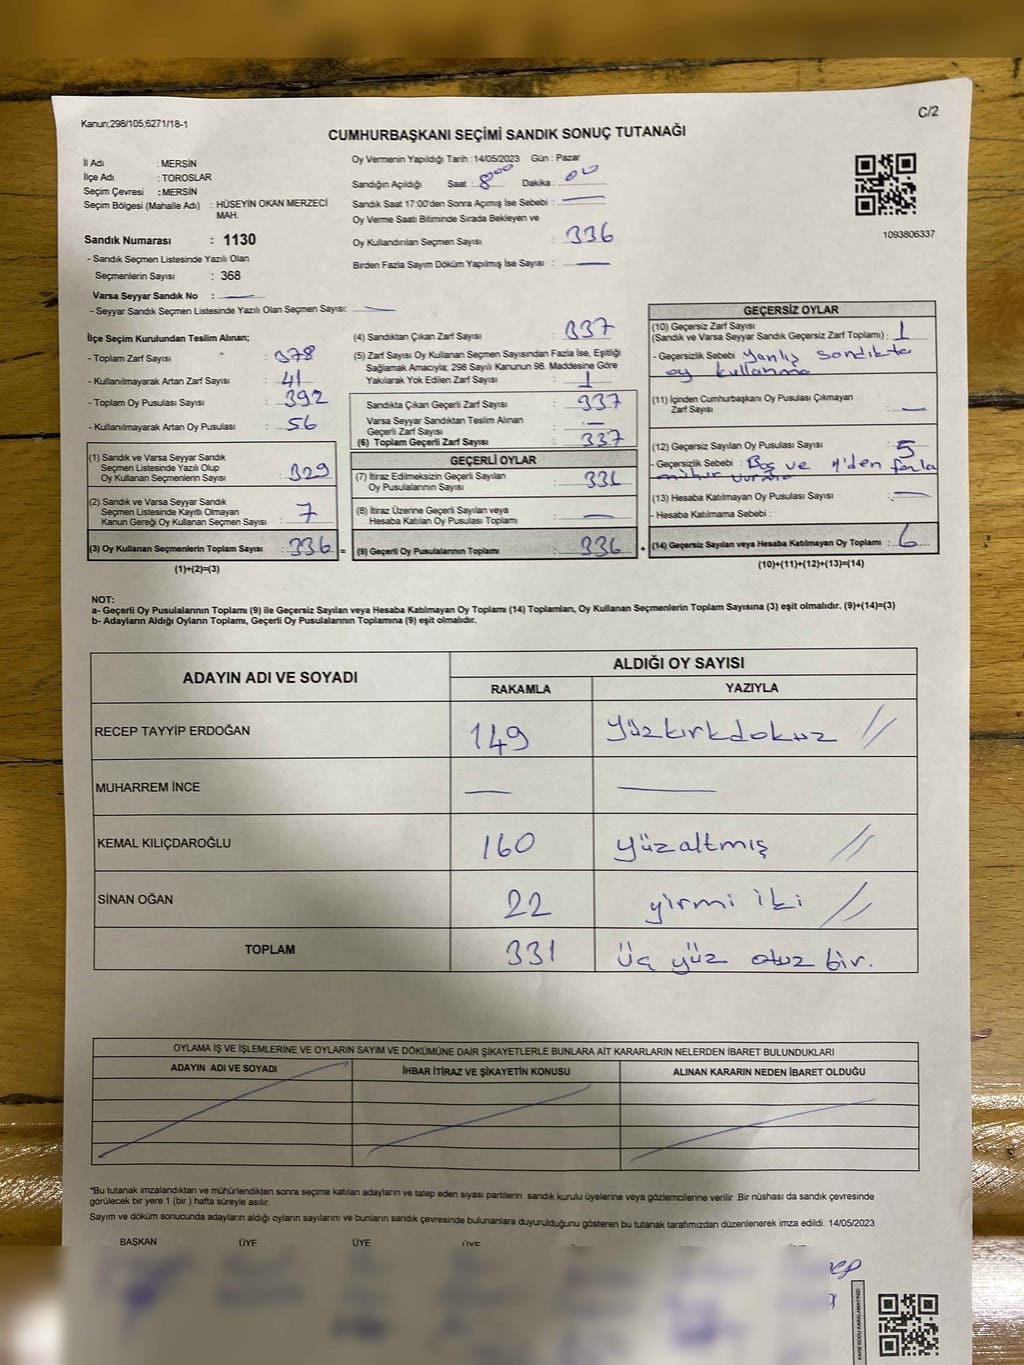 C/2
Kanun;298/105;6271/18-1
CUMHURBAŞKANI SEÇİMİ SANDIK SONUÇ TUTANAĞI
İl Adı : MERSİN
İlçe Adı : TOROSLAR
Seçim Çevresi : MERSİN
Seçim Bölgesi (Mahalle Adı) : HÜSEYİN OKAN MERZECİ
MAH.
Sandık Numarası : 1130
- Sandık Seçmen Listesinde Yazılı Olan
Seçmenlerin Sayısı : 368
Varsa Seyyar Sandık No : —
- Seyyar Sandık Seçmen Listesinde Yazılı Olan Seçmen Sayısı: —
Oy Vermenin Yapıldığı Tarih : 14/05/2023 Gün : Pazar
Sandığın Açıldığı Saat : 8°° Dakika : 00
Sandık Saat 17:00'den Sonra Açımış İse Sebebi : —
Oy Verme Saati Bitiminde Sırada Bekleyen ve
Oy Kullandırılan Seçmen Sayısı : 336
Birden Fazla Sayım Döküm Yapılmış İse Sayısı : —
1093806337
İlçe Seçim Kurulundan Teslim Alınan;
- Toplam Zarf Sayısı : 378
- Kullanılmayarak Artan Zarf Sayısı : 41
- Toplam Oy Pusulası Sayısı : 392
- Kullanılmayarak Artan Oy Pusulası : 56
(1) Sandık ve Varsa Seyyar Sandık
Seçmen Listesinde Yazılı Olup
Oy Kullanan Seçmenlerin Sayısı : 329
(2) Sandık ve Varsa Seyyar Sandık
Seçmen Listesinde Kayıtlı Olmayan
Kanun Gereği Oy Kullanan Seçmen Sayısı : 7
(3) Oy Kullanan Seçmenlerin Toplam Sayısı : 336 =
(1)+(2)=(3)
(4) Sandıktan Çıkan Zarf Sayısı : 337
(5) Zarf Sayısı Oy Kullanan Seçmen Sayısından Fazla İse, Eşitliği
Sağlamak Amacıyla; 298 Sayılı Kanunun 98. Maddesine Göre
Yakılarak Yok Edilen Zarf Sayısı : 1
Sandıkta Çıkan Geçerli Zarf Sayısı : 337
Varsa Seyyar Sandıktan Teslim Alınan
Geçerli Zarf Sayısı : —
(6) Toplam Geçerli Zarf Sayısı : 337
GEÇERLİ OYLAR
(7) İtiraz Edilmeksizin Geçerli Sayılan
Oy Pusulalarının Sayısı :
(8) İtiraz Üzerine Geçerli Sayılan veya
Hesaba Katılan Oy Pusulası Toplamı : —
(9) Geçerli Oy Pusulalarının Toplamı : 336 +
GEÇERSİZ OYLAR
(10) Geçersiz Zarf Sayısı
(Sandık ve Varsa Seyyar Sandık Geçersiz Zarf Toplamı) : 1
- Geçersizlik Sebebi Yanlış sandıkta
oy kullanma
(11) İçinden Cumhurbaşkanı Oy Pusulası Çıkmayan
Zarf Sayısı : —
(12) Geçersiz Sayılan Oy Pusulası Sayısı : 5
- Geçersizlik Sebebi : Boş ve 1'den fazla
mühür vurma
(13) Hesaba Katılmayan Oy Pusulası Sayısı : —
- Hesaba Katılmama Sebebi :
(14) Geçersiz Sayılan veya Hesaba Katılmayan Oy Toplamı : 6
(10)+(11)+(12)+(13)=(14)
NOT:
a- Geçerli Oy Pusulalarının Toplamı (9) ile Geçersiz Sayılan veya Hesaba Katılmayan Oy Toplamı (14) Toplamları, Oy Kullanan Seçmenlerin Toplam Sayısına (3) eşit olmalıdır. (9)+(14)=(3)
b- Adayların Aldığı Oyların Toplamı, Geçerli Oy Pusulalarının Toplamına (9) eşit olmalıdır.
ADAYIN ADI VE SOYADI ALDIĞI OY SAYISI
RAKAMLA YAZIYLA
RECEP TAYYİP ERDOĞAN 149 yüzkırkdokuz //
MUHARREM İNCE — —
KEMAL KILIÇDAROĞLU 160 yüzaltmış //
SİNAN OĞAN 22 yirmi iki //
TOPLAM 331 üç yüz otuz bir.
OYLAMA İŞ VE İŞLEMLERİNE VE OYLARIN SAYIM VE DÖKÜMÜNE DAİR ŞİKAYETLERLE BUNLARA AİT KARARLARIN NELERDEN İBARET BULUNDUKLARI
ADAYIN ADI VE SOYADI İHBAR İTİRAZ VE ŞİKAYETİN KONUSU ALINAN KARARIN NEDEN İBARET OLDUĞU
*Bu tutanak imzalandıktan ve mühürlendikten sonra seçime katılan adayların ve talep eden siyasi partilerin sandık kurulu üyelerine veya gözlemcilerine verilir .Bir nüshası da sandık çevresinde
görülecek bir yere 1 (bir ) hafta süreyle asılır.
Sayım ve döküm sonucunda adayların aldığı oyların sayılarını ve bunların sandık çevresinde bulunanlara duyurulduğunu gösteren bu tutanak tarafımızdan düzenlenerek imza edildi. 14/05/2023
BAŞKAN ÜYE ÜYE ÜYE